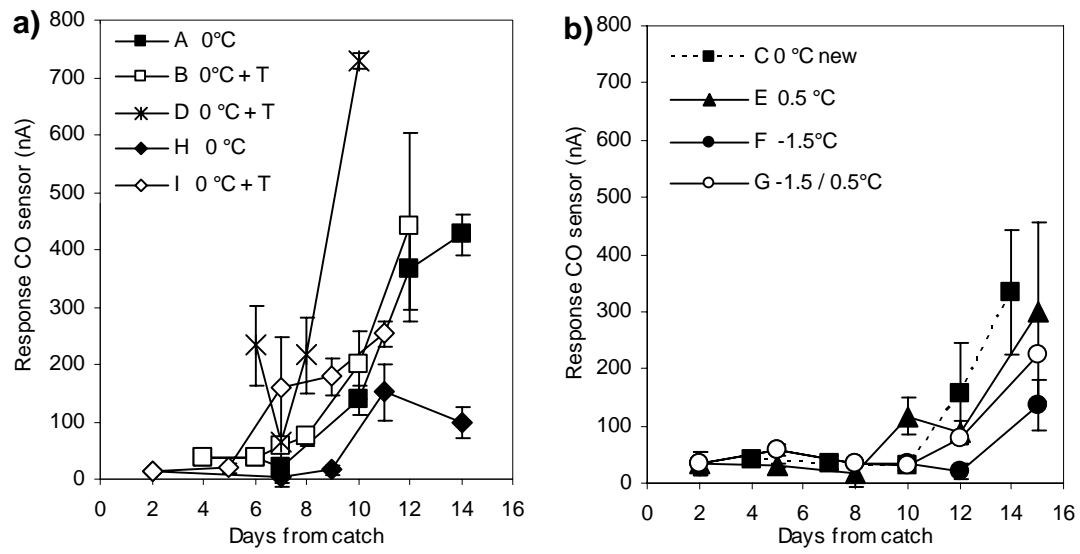 a)
A 0°C
B 0°C + T
D 0 °C + T
H 0 °C
I 0 °C + T
Response CO sensor (nA)
800
700
600
500
400
300
200
100
0
0 2 4 6 8 10 12 14 16
Days from catch
b)
C 0 °C new
E 0.5 °C
F -1.5°C
G -1.5 / 0.5°C
Response CO sensor (nA)
800
700
600
500
400
300
200
100
0
0 2 4 6 8 10 12 14 16
Days from catch